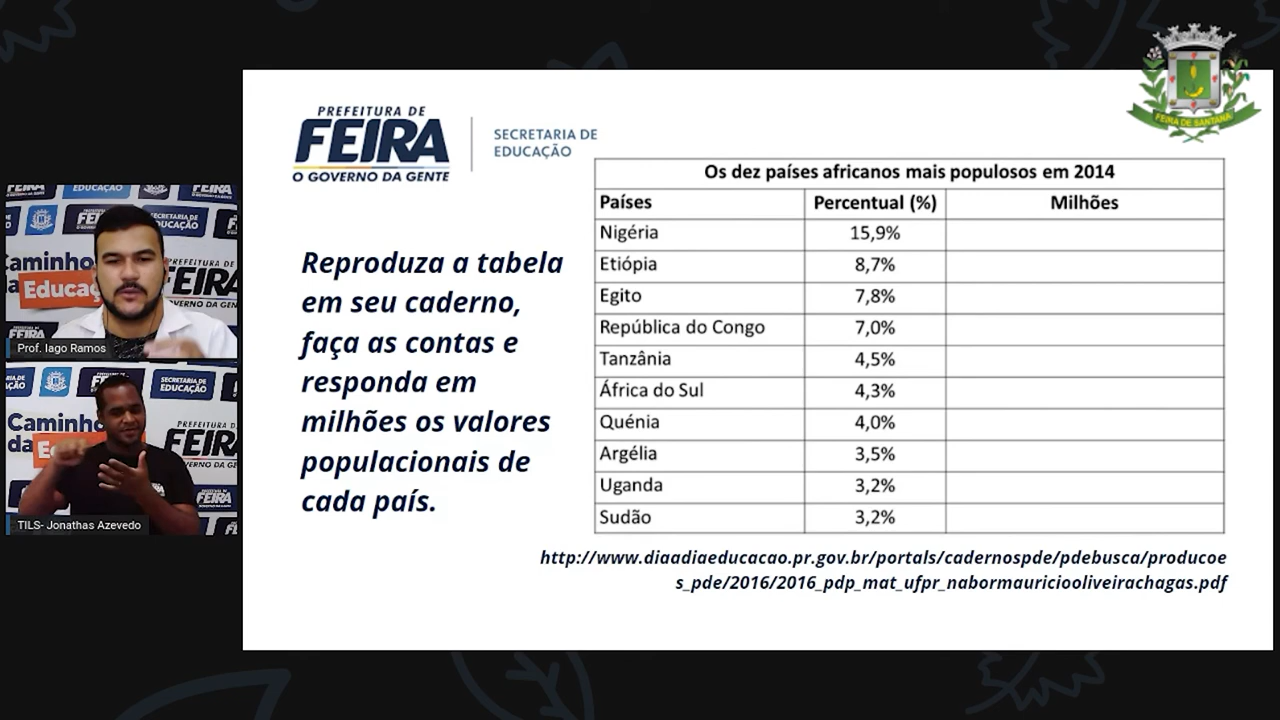 PREFEITURA DE
FEIRA
O GOVERNO DA GENTE
SECRETARIA DE
EDUCAÇÃO
FEIRA DE SANTANA
Reproduza a tabela
em seu caderno,
faça as contas e
responda em
milhões os valores
populacionais de
cada país.
Os dez países africanos mais populosos em 2014
Países Percentual (%) Milhões
Nigéria 15,9%
Etiópia 8,7%
Egito 7,8%
República do Congo 7,0%
Tanzânia 4,5%
África do Sul 4,3%
Quénia 4,0%
Argélia 3,5%
Uganda 3,2%
Sudão 3,2%
http://www.diaadiaeducacao.pr.gov.br/portals/cadernospde/pdebusca/producoe
s_pde/2016/2016_pdp_mat_ufpr_nabormauriciooliveirachagas.pdf
Prof. Iago Ramos
TILS- Jonathas Azevedo